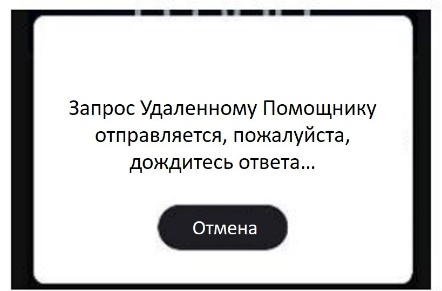 Запрос Удаленному Помощнику
отправляется, пожалуйста,
дождитесь ответа...
Отмена